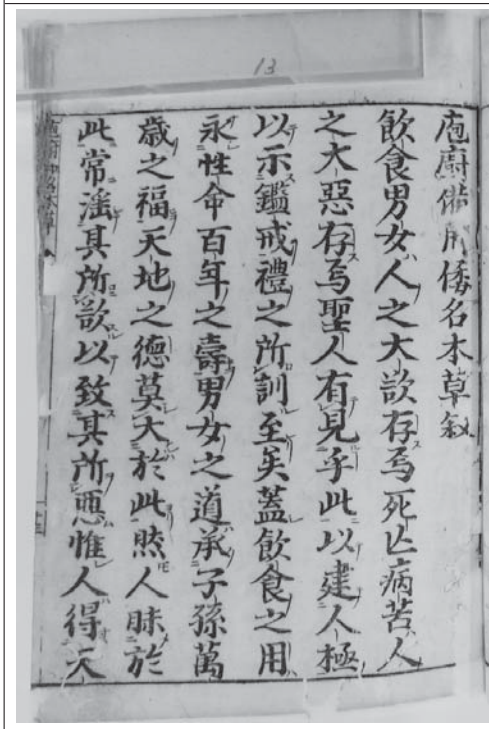 13
庖廚備用倭名本草叙
飲食男女人之大欲存焉死亡病苦人
之大惡存焉聖人有見乎此以建人極
以示鑑戒禮之所訓至矣蓋飲食之用
永性命百年之壽男女之道承子孫萬
歳之福天地之德莫大於此然人昧於
此常滛其所欲以致其所惡惟人得天